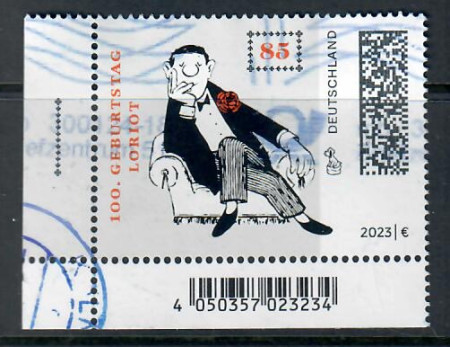 85
DEUTSCHLAND
100. GEBURTSTAG
LORIOT
2023 | €
4 050357 023234